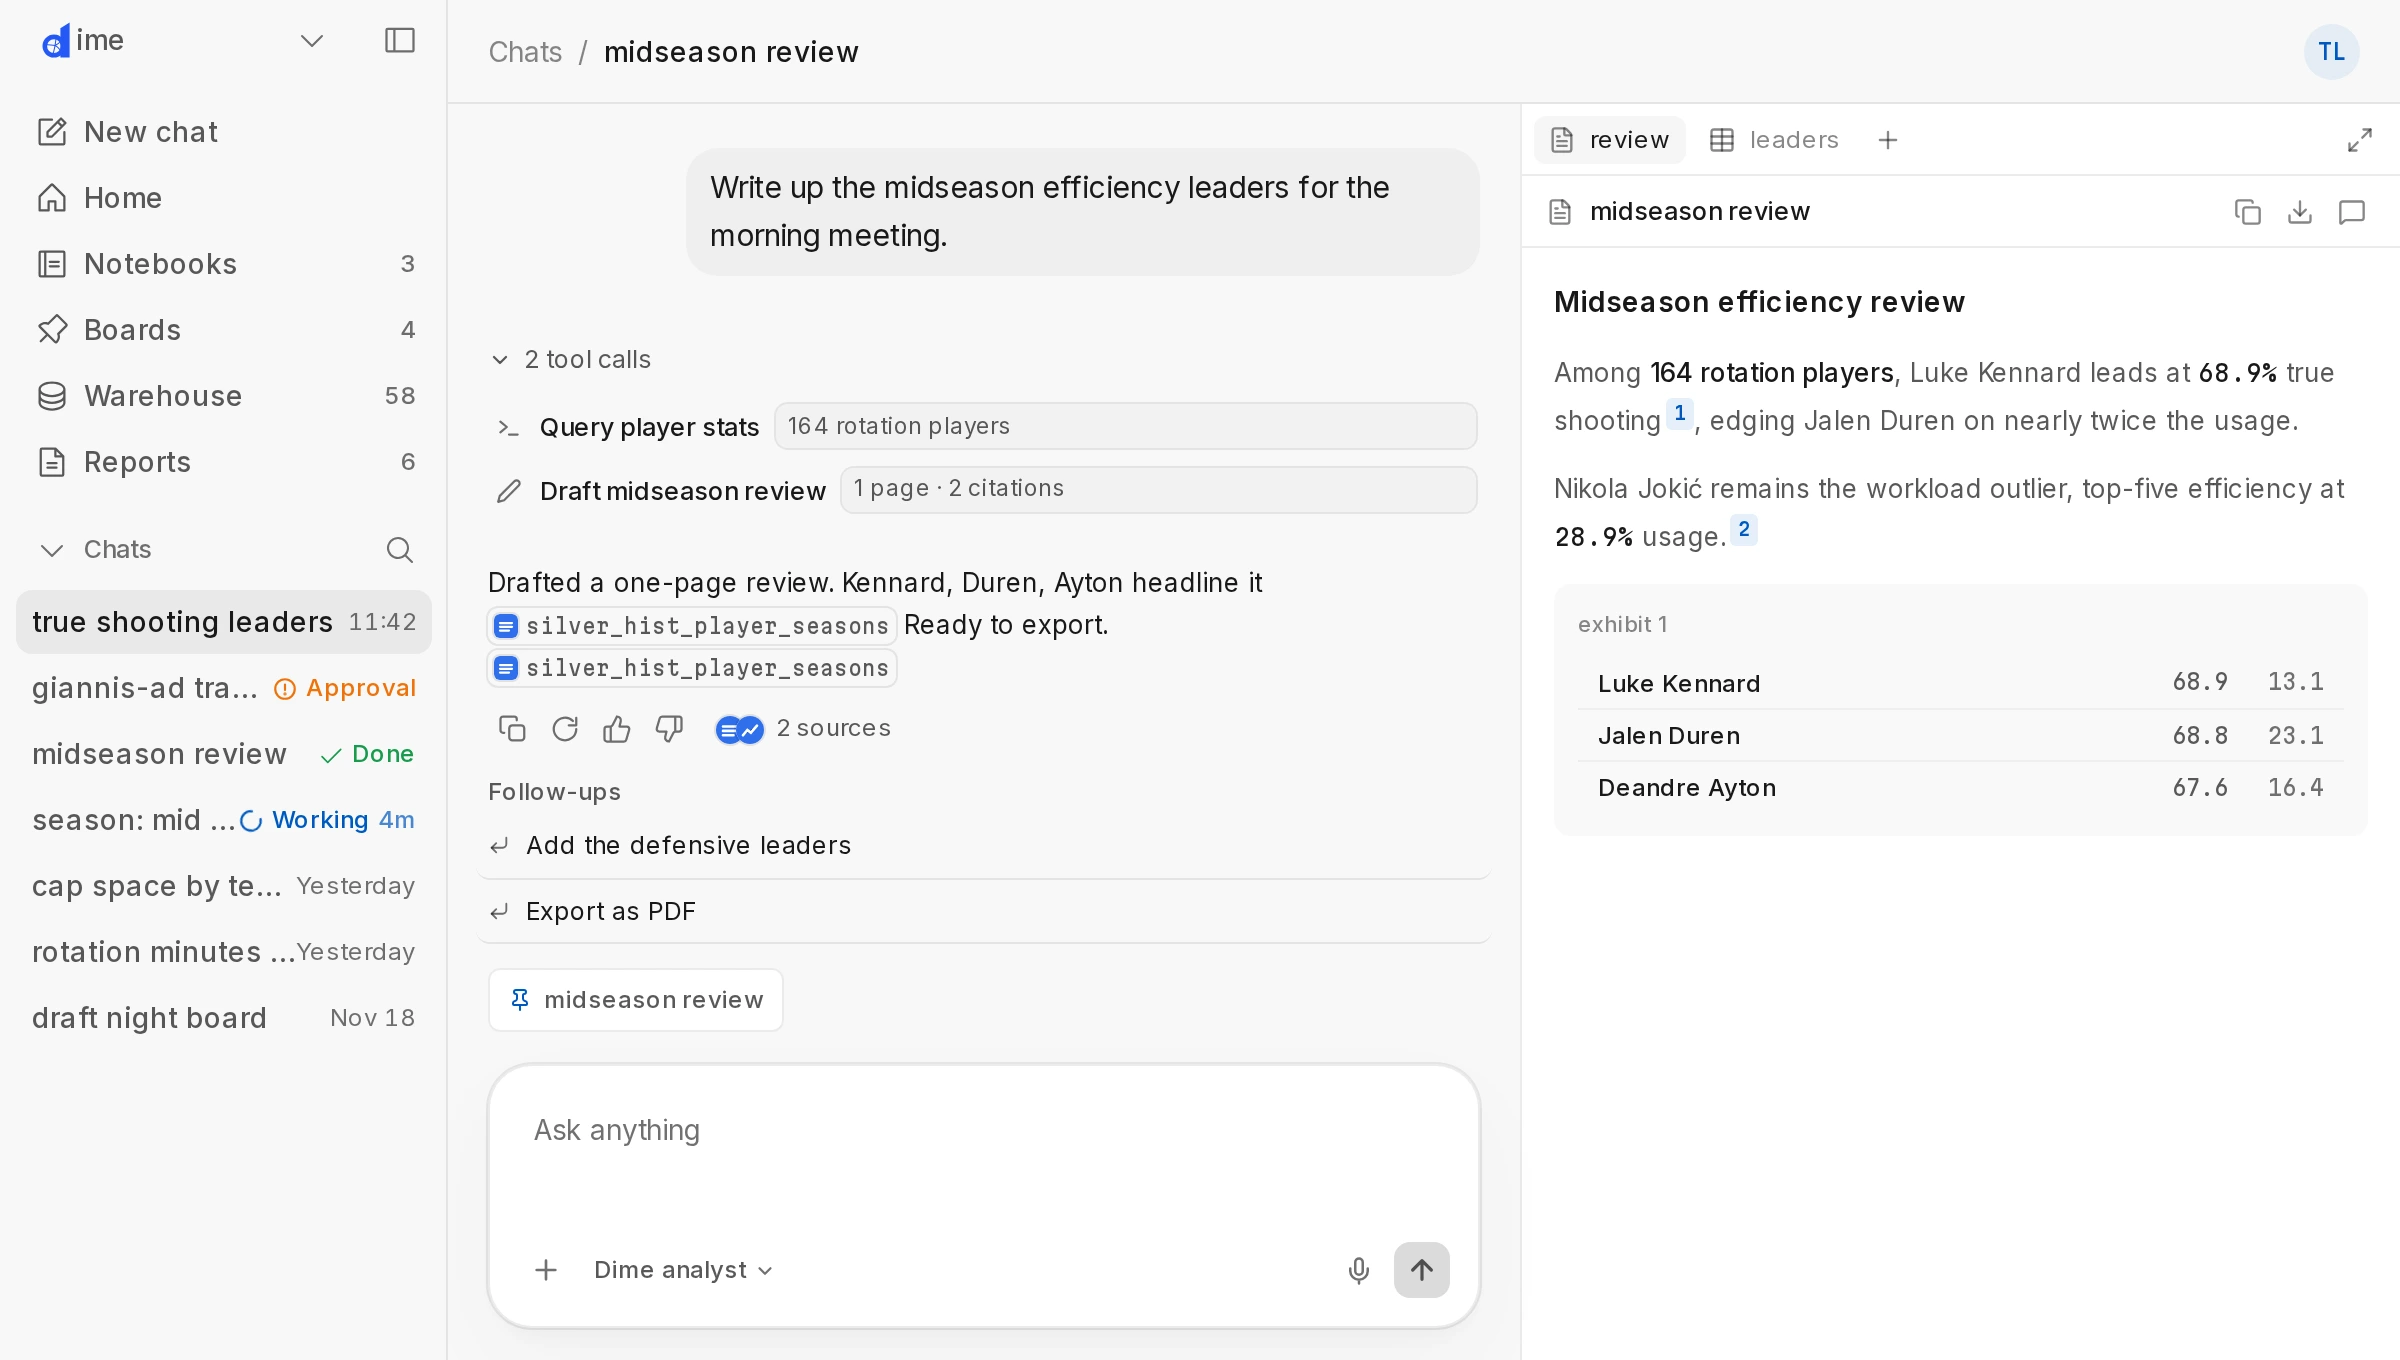 dime
New chat
Home
Notebooks 3
Boards 4
Warehouse 58
Reports 6
Chats
true shooting leaders 11:42
giannis-ad tra... Approval
midseason review Done
season: mid ... Working 4m
cap space by te... Yesterday
rotation minutes ... Yesterday
draft night board Nov 18
Chats / midseason review
TL
Write up the midseason efficiency leaders for the
morning meeting.
2 tool calls
Query player stats 164 rotation players
Draft midseason review 1 page · 2 citations
Drafted a one-page review. Kennard, Duren, Ayton headline it
silver_hist_player_seasons Ready to export.
silver_hist_player_seasons
2 sources
Follow-ups
Add the defensive leaders
Export as PDF
midseason review
Ask anything
Dime analyst
review leaders
midseason review
Midseason efficiency review
Among 164 rotation players, Luke Kennard leads at 68.9% true
shooting 1, edging Jalen Duren on nearly twice the usage.
Nikola Jokić remains the workload outlier, top-five efficiency at
28.9% usage. 2
exhibit 1
Luke Kennard 68.9 13.1
Jalen Duren 68.8 23.1
Deandre Ayton 67.6 16.4